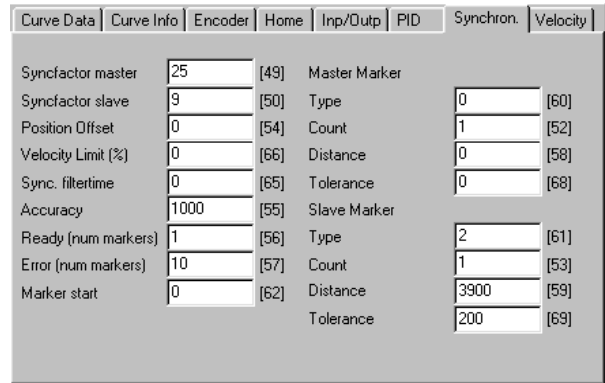 Curve Data Curve Info Encoder Home Inp/Outp PID Synchron. Velocity
Syncfactor master 25 [49] Master Marker
Syncfactor slave 9 [50] Type 0 [60]
Position Offset 0 [54] Count 1 [52]
Velocity Limit (%) 0 [66] Distance 0 [58]
Sync. filtertime 0 [65] Tolerance 0 [68]
Accuracy 1000 [55] Slave Marker
Ready (num markers) 1 [56] Type 2 [61]
Error (num markers) 10 [57] Count 1 [53]
Marker start 0 [62] Distance 3900 [59]
Tolerance 200 [69]